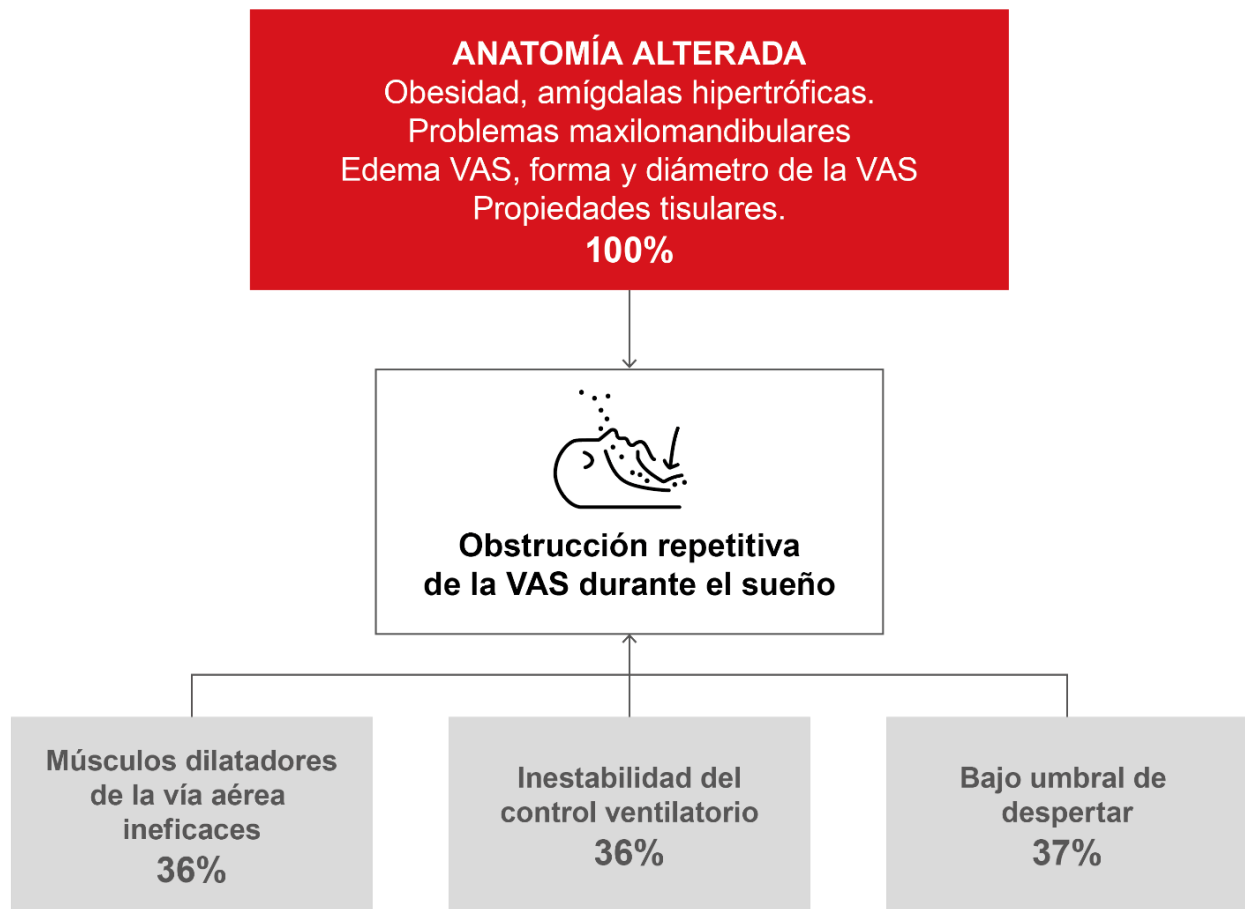 ANATOMÍA ALTERADA
Obesidad, amígdalas hipertróficas.
Problemas maxilomandibulares
Edema VAS, forma y diámetro de la VAS
Propiedades tisulares.
100%
Obstrucción repetitiva
de la VAS durante el sueño
Músculos dilatadores
de la vía aérea
ineficaces
36%
Inestabilidad del
control ventilatorio
36%
Bajo umbral de
despertar
37%